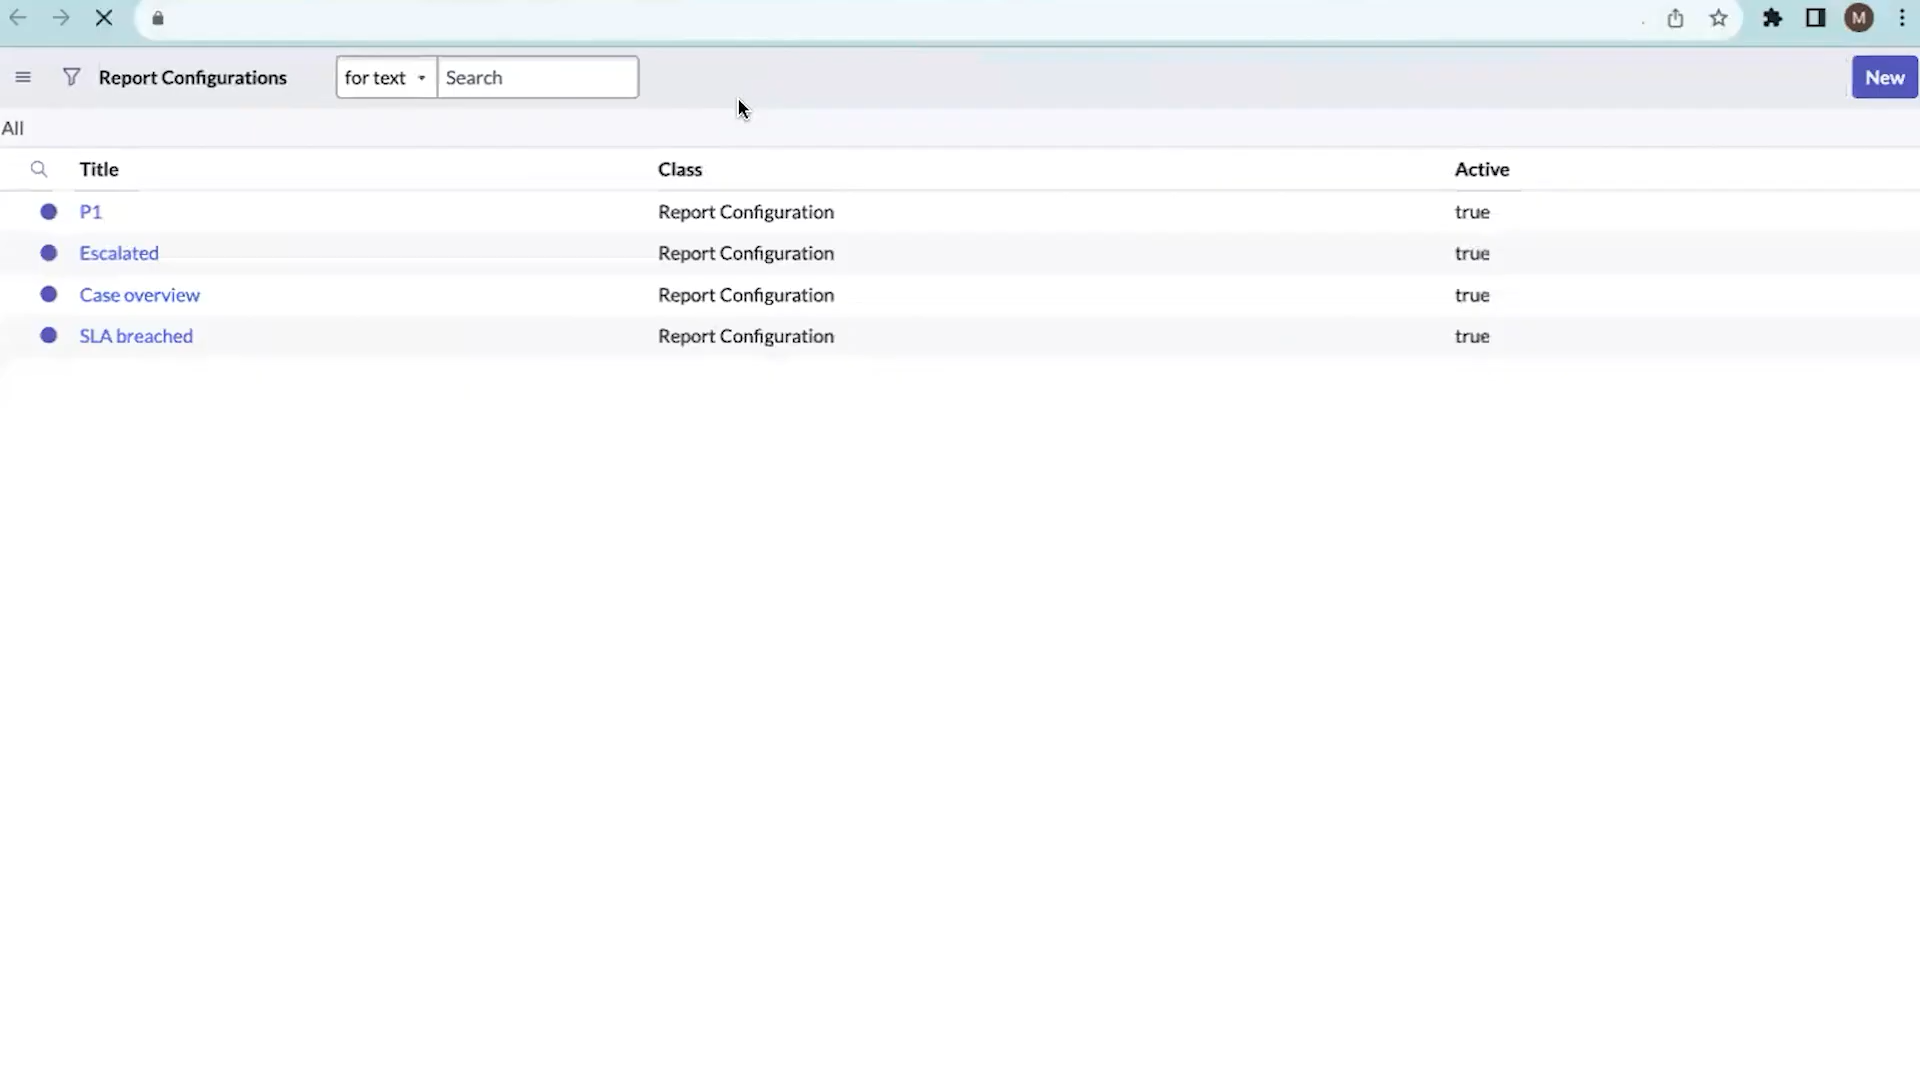 M
Report Configurations for text Search New
All
Title Class Active
P1 Report Configuration true
Escalated Report Configuration true
Case overview Report Configuration true
SLA breached Report Configuration true